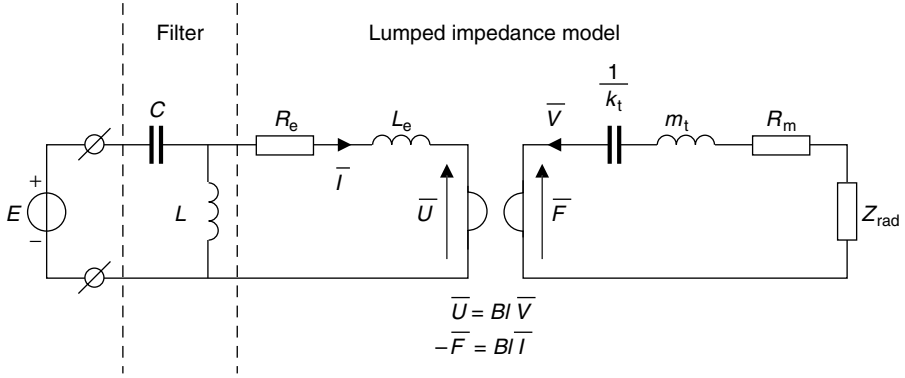 Filter
Lumped impedance model
1
k_t
C
R_e
L_e
V̅
m_t
R_m
I̅
+
E
−
L
U̅
F̅
Z_rad
U̅ = Bl V̅
−F̅ = Bl I̅